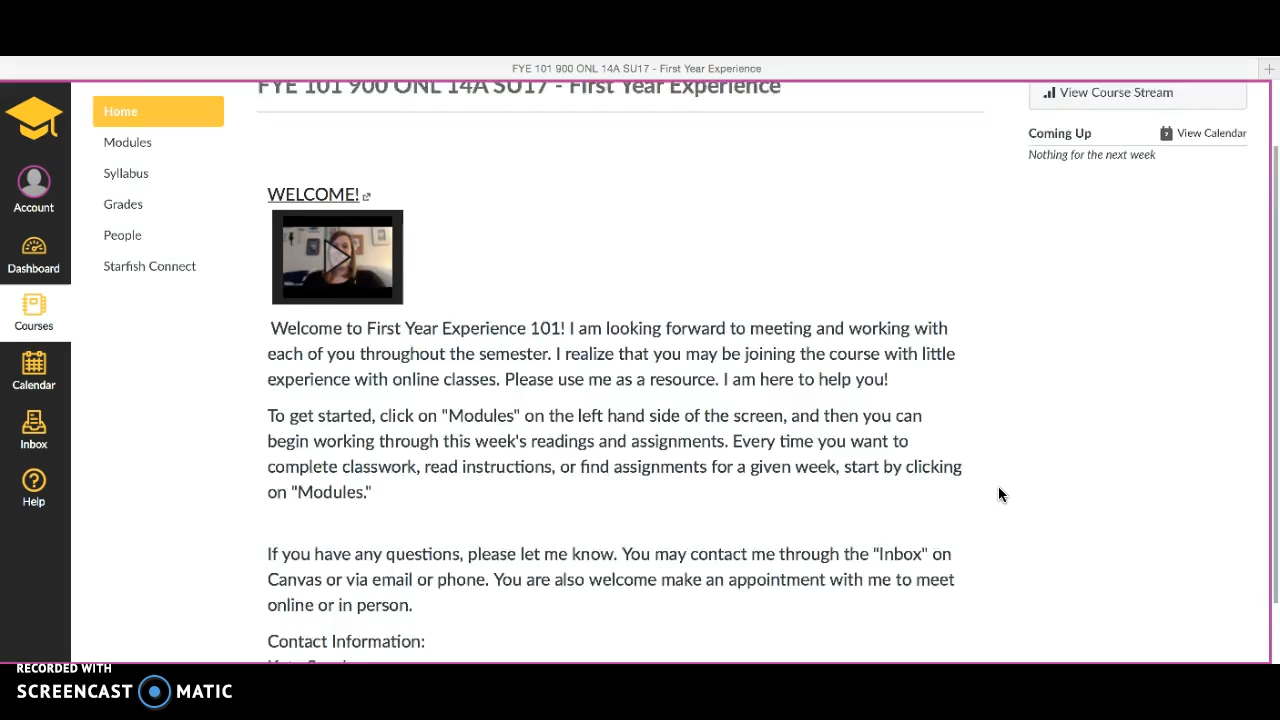 FYE 101 900 ONL 14A SU17 - First Year Experience
FYE 101 900 ONL 14A SU17 - First Year Experience
Account
Dashboard
Courses
Calendar
Inbox
Help
Home
Modules
Syllabus
Grades
People
Starfish Connect
WELCOME!
Welcome to First Year Experience 101! I am looking forward to meeting and working with
each of you throughout the semester. I realize that you may be joining the course with little
experience with online classes. Please use me as a resource. I am here to help you!
To get started, click on "Modules" on the left hand side of the screen, and then you can
begin working through this week's readings and assignments. Every time you want to
complete classwork, read instructions, or find assignments for a given week, start by clicking
on "Modules."
If you have any questions, please let me know. You may contact me through the "Inbox" on
Canvas or via email or phone. You are also welcome make an appointment with me to meet
online or in person.
Contact Information:
View Course Stream
Coming Up
View Calendar
Nothing for the next week
RECORDED WITH
SCREENCAST MATIC